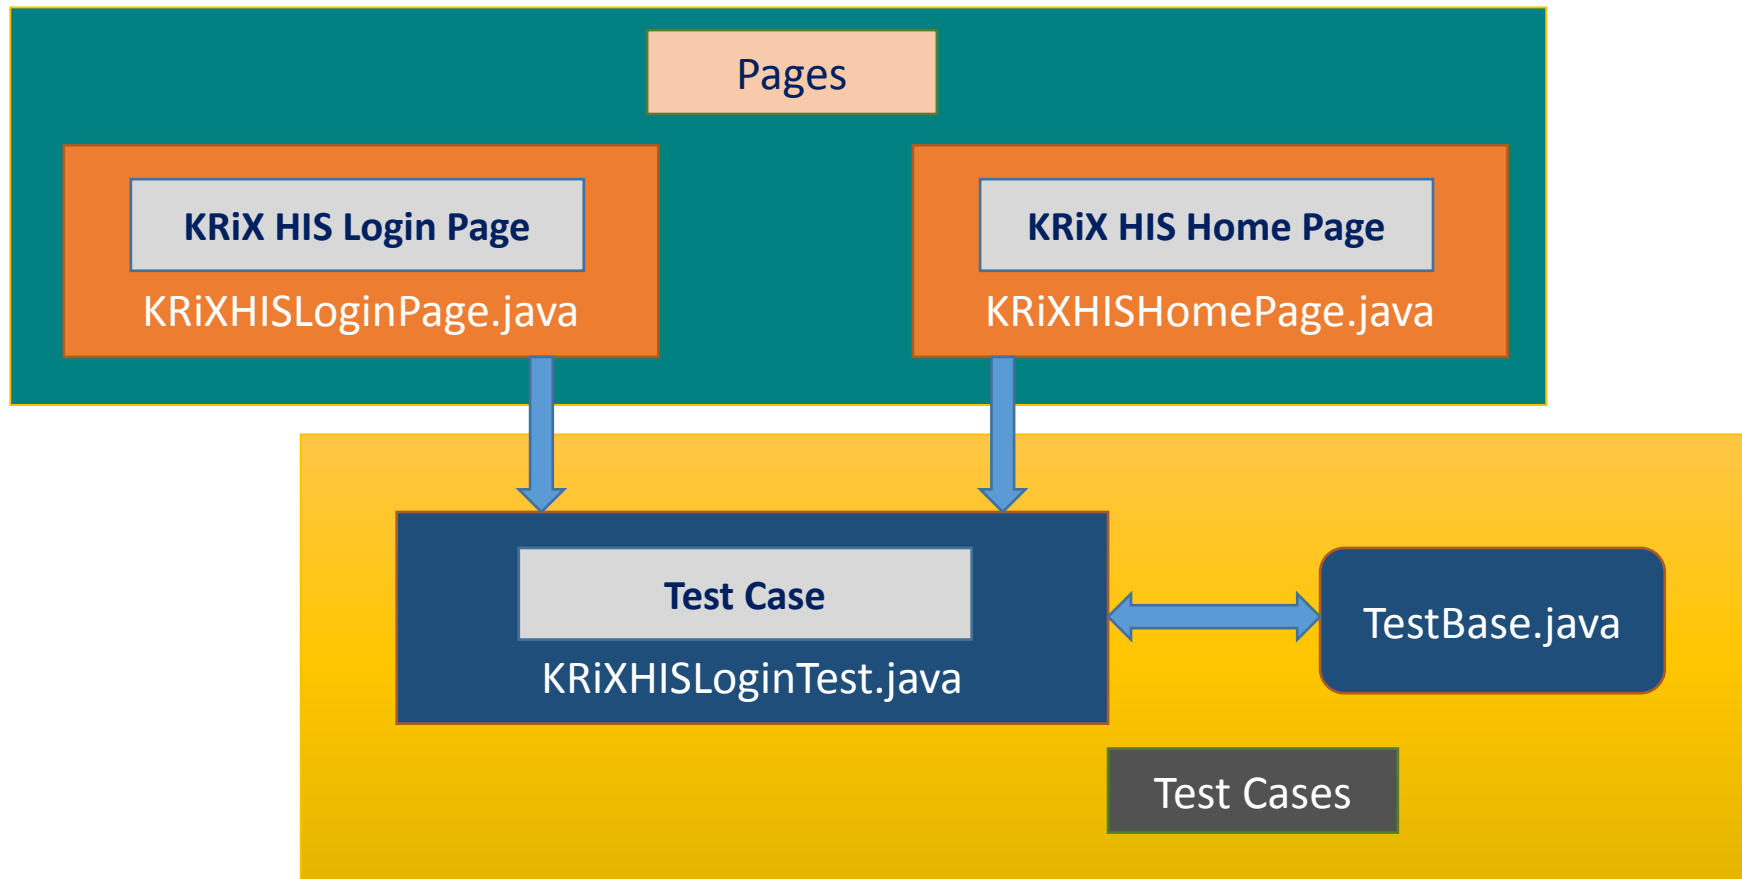 Pages
KRiX HIS Login Page
KRiXHISLoginPage.java
KRiX HIS Home Page
KRiXHISHomePage.java
Test Case
KRiXHISLoginTest.java
TestBase.java
Test Cases